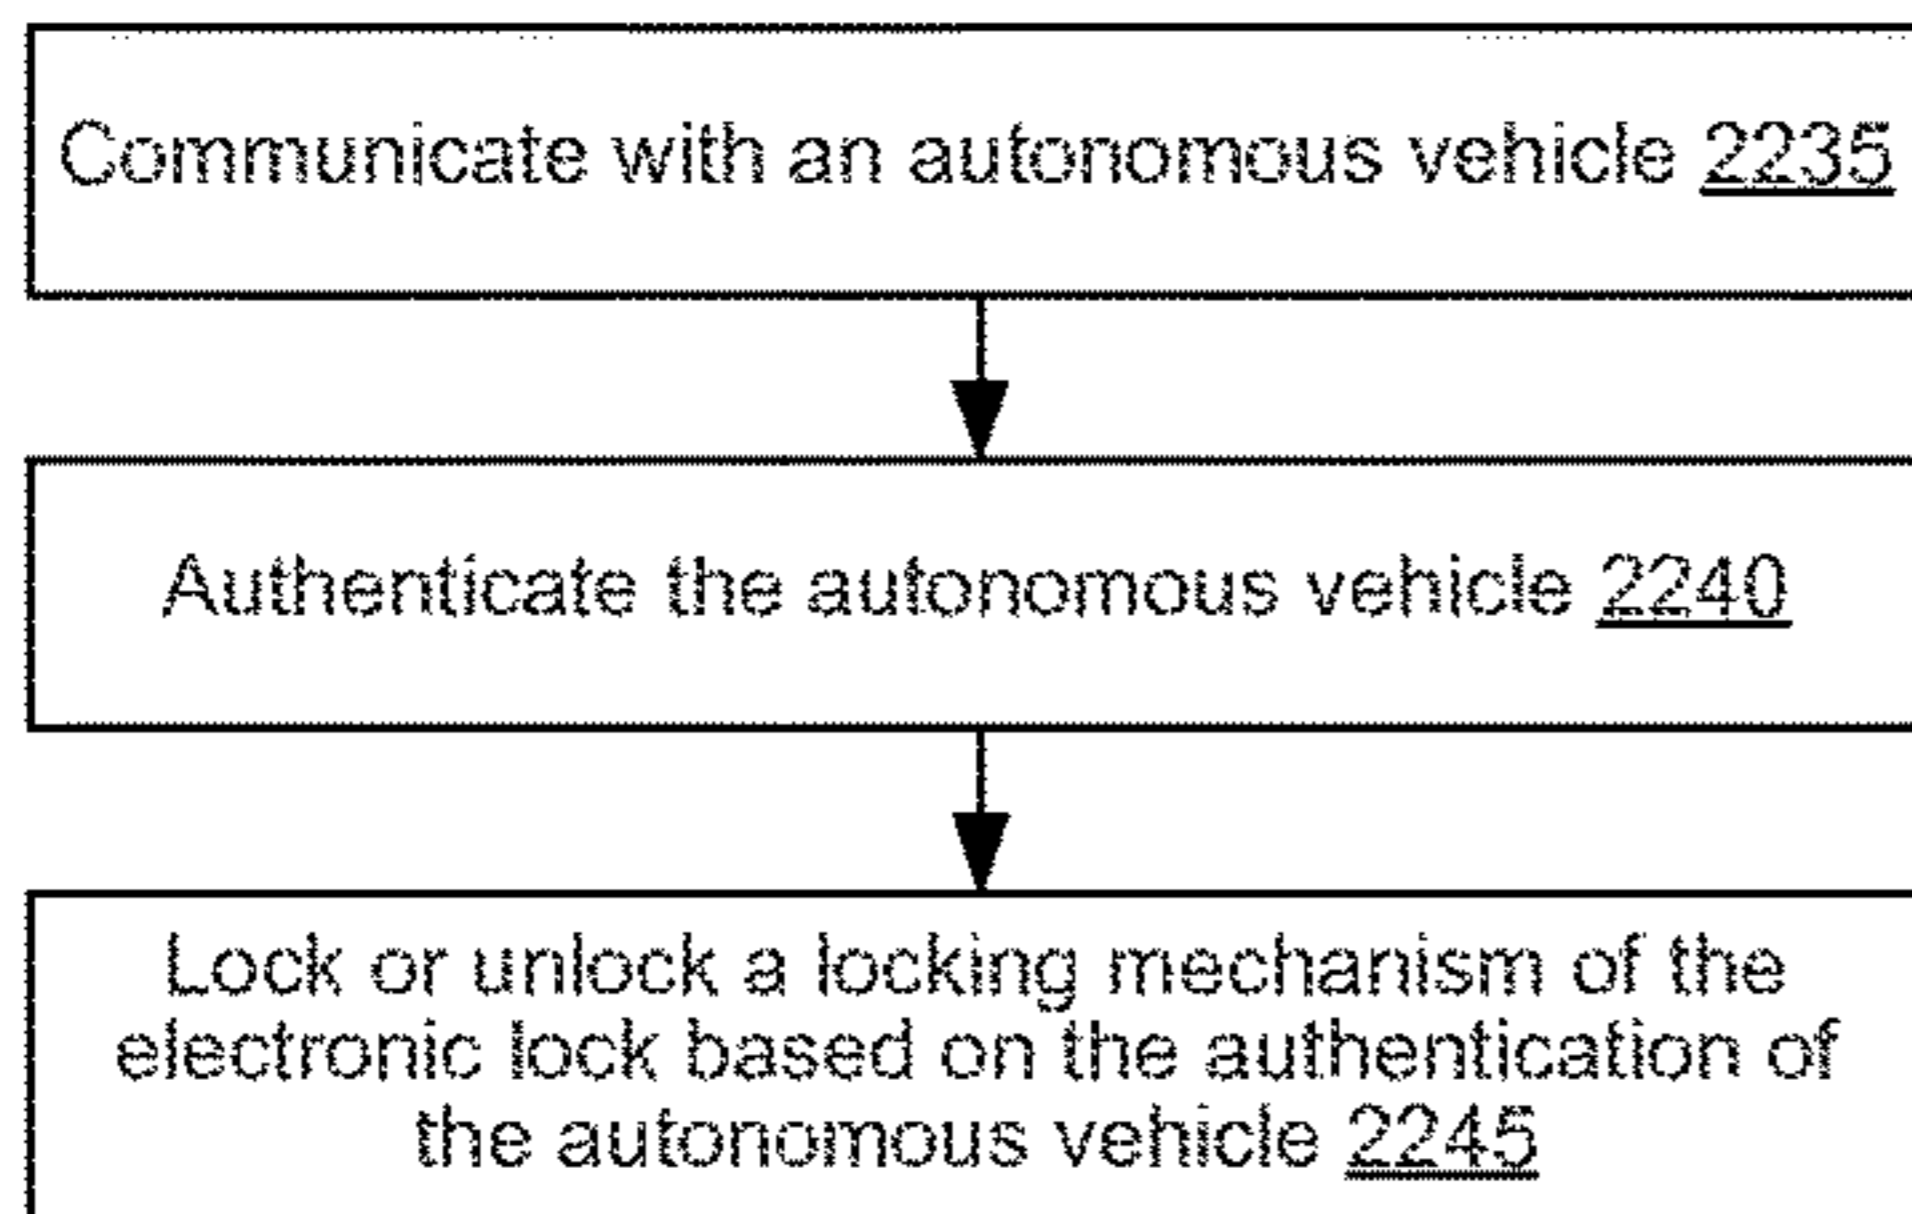 Communicate with an autonomous vehicle 2235
Authenticate the autonomous vehicle 2240
Lock or unlock a locking mechanism of the
electronic lock based on the authentication of
the autonomous vehicle 2245